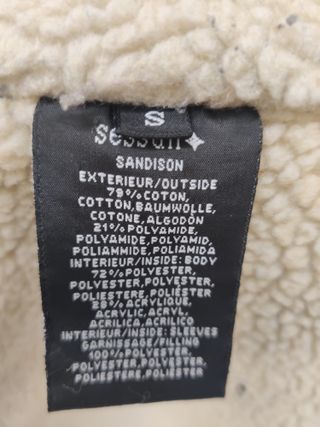 S
sessùn
SANDISON
EXTERIEUR/OUTSIDE
79%COTON,
COTTON,BAUMWOLLE,
COTONE,ALGODÓN
21%POLYAMIDE,
POLYAMIDE,POLYAMID,
POLIAMMIDE,POLIAMIDA
INTERIEUR/INSIDE: BODY
72%POLYESTER,
POLYESTER,POLYESTER,
POLIESTERE,POLIÉSTER
28%ACRYLIQUE,
ACRYLIC,ACRYL,
ACRILICA,ACRILICO
INTERIEUR/INSIDE: SLEEVES
GARNISSAGE/FILLING
100%POLYESTER,
POLYESTER,POLYESTER,
POLIESTERE,POLIÉSTER